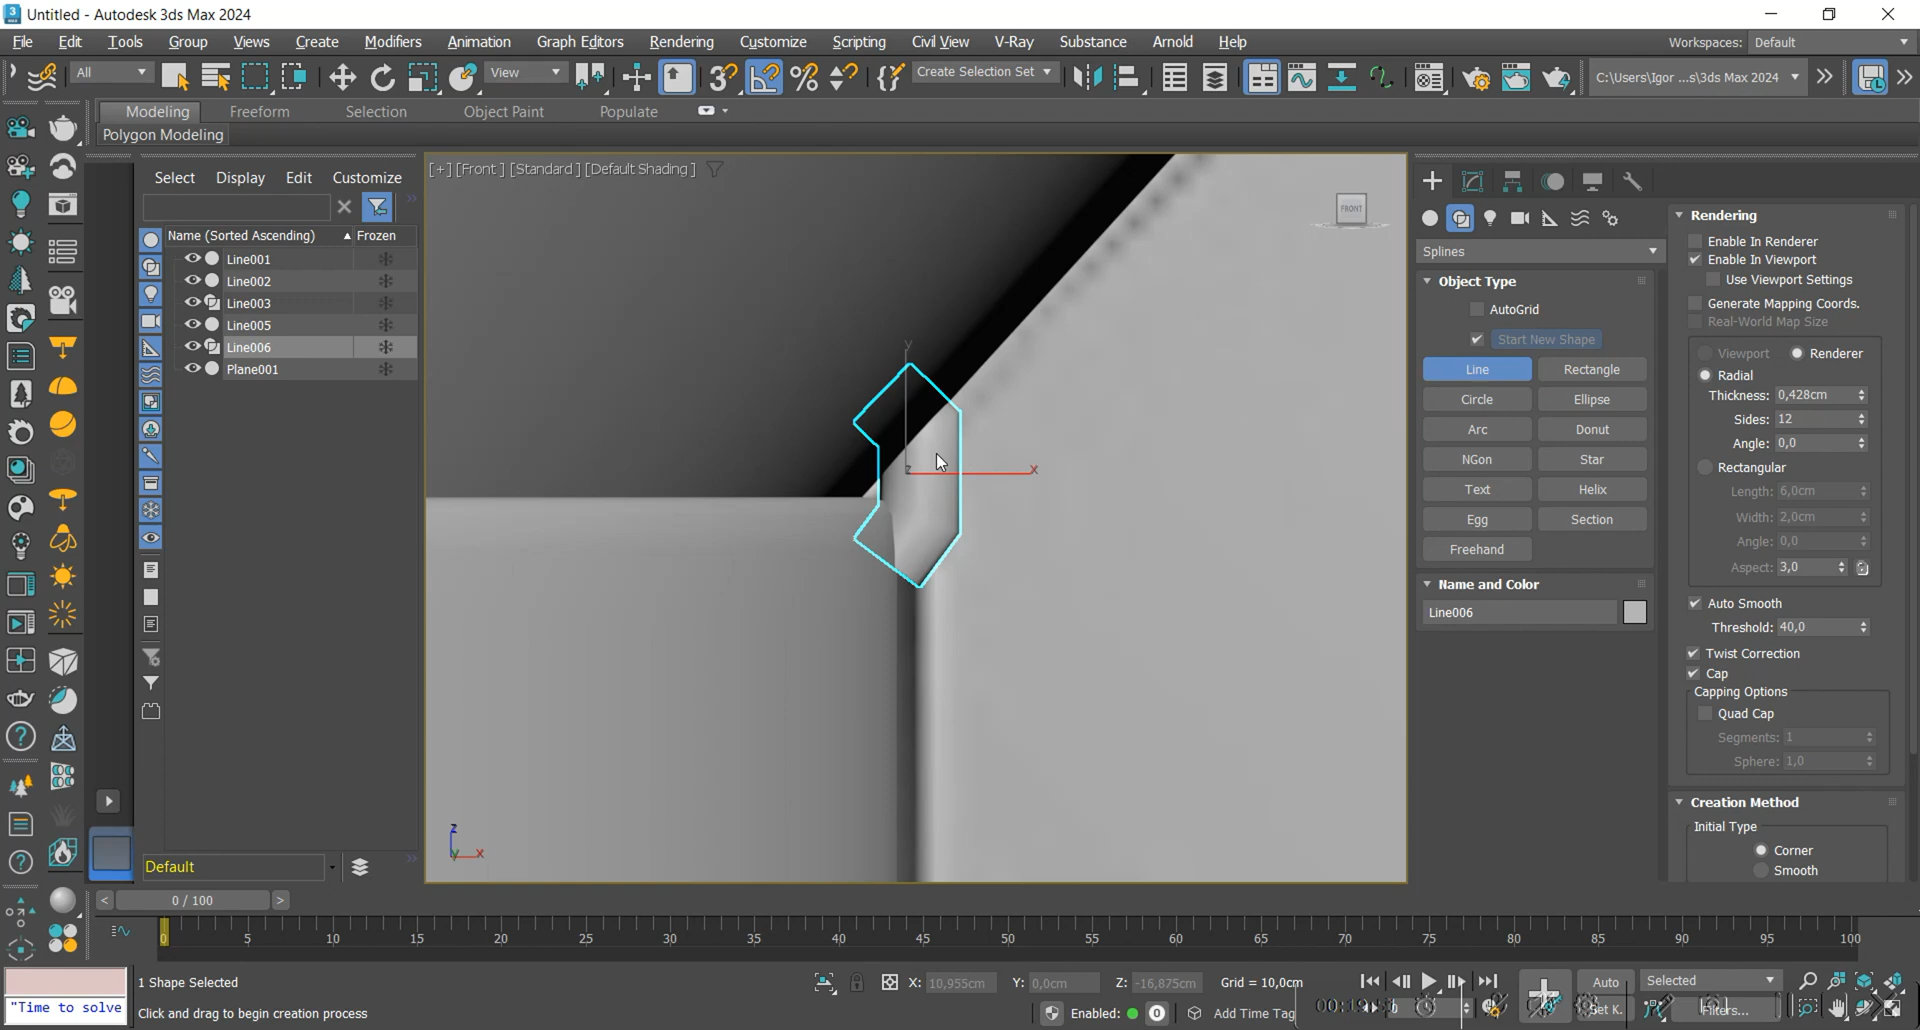 Untitled - Autodesk 3ds Max 2024
File Edit Tools Group Views Create Modifiers Animation Graph Editors Rendering Customize Scripting Civil View V-Ray Substance Arnold Help
Workspaces: Default
All View Create Selection Set C:\Users\Igor ...s\3ds Max 2024
Modeling Freeform Selection Object Paint Populate
Polygon Modeling
Select Display Edit Customize
Name (Sorted Ascending) Frozen
Line001
Line002
Line003
Line005
Line006
Plane001
Default
[+] [Front ] [Standard ] [Default Shading ]
FRONT
y
z x
z
y x
Splines
Object Type
AutoGrid
Start New Shape
Line Rectangle
Circle Ellipse
Arc Donut
NGon Star
Text Helix
Egg Section
Freehand
Name and Color
Line006
Rendering
Enable In Renderer
Enable In Viewport
Use Viewport Settings
Generate Mapping Coords.
Real-World Map Size
Viewport Renderer
Radial
Thickness: 0,428cm
Sides: 12
Angle: 0,0
Rectangular
Length: 6,0cm
Width: 2,0cm
Angle: 0,0
Aspect: 3,0
Auto Smooth
Threshold: 40,0
Twist Correction
Cap
Capping Options
Quad Cap
Segments: 1
Sphere: 1,0
Creation Method
Initial Type
Corner
Smooth
< 0 / 100 >
0 5 10 15 20 25 30 35 40 45 50 55 60 65 70 75 80 85 90 95 100
"Time to solve
1 Shape Selected
Click and drag to begin creation process
X: 10,955cm Y: 0,0cm Z: -16,875cm Grid = 10,0cm
Enabled: 0 Add Time Tag
Auto Selected
Set K. Filters...